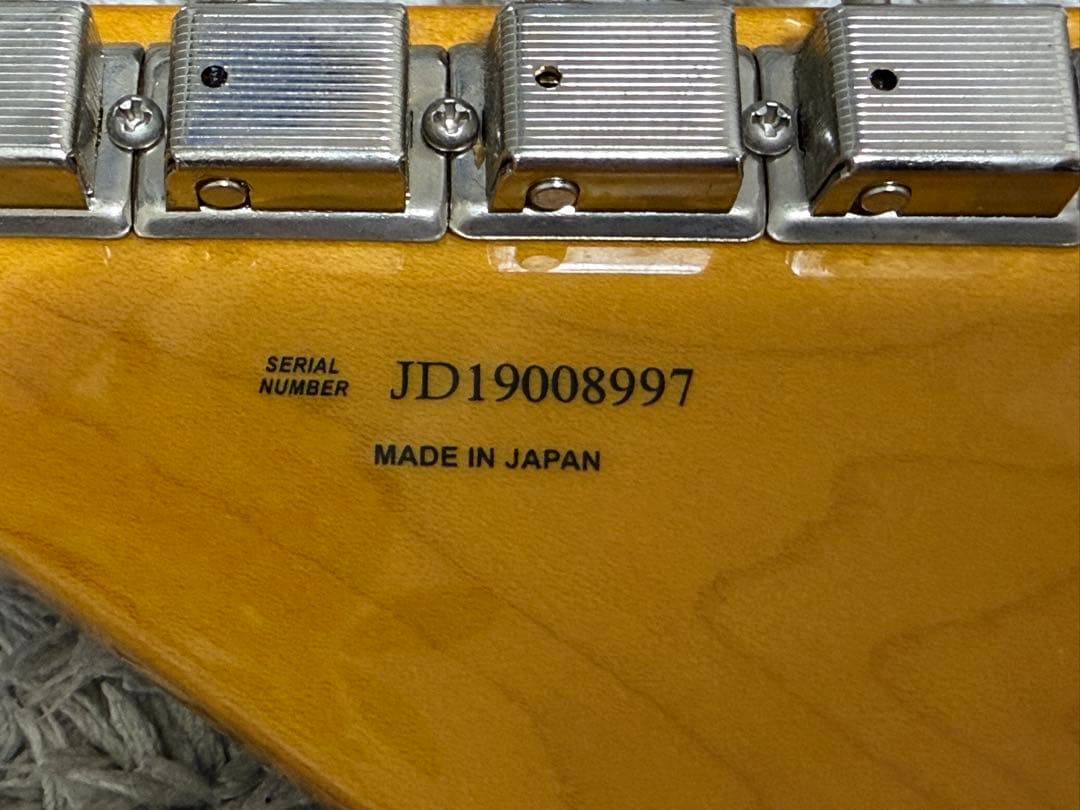 SERIAL
NUMBER
JD19008997
MADE IN JAPAN